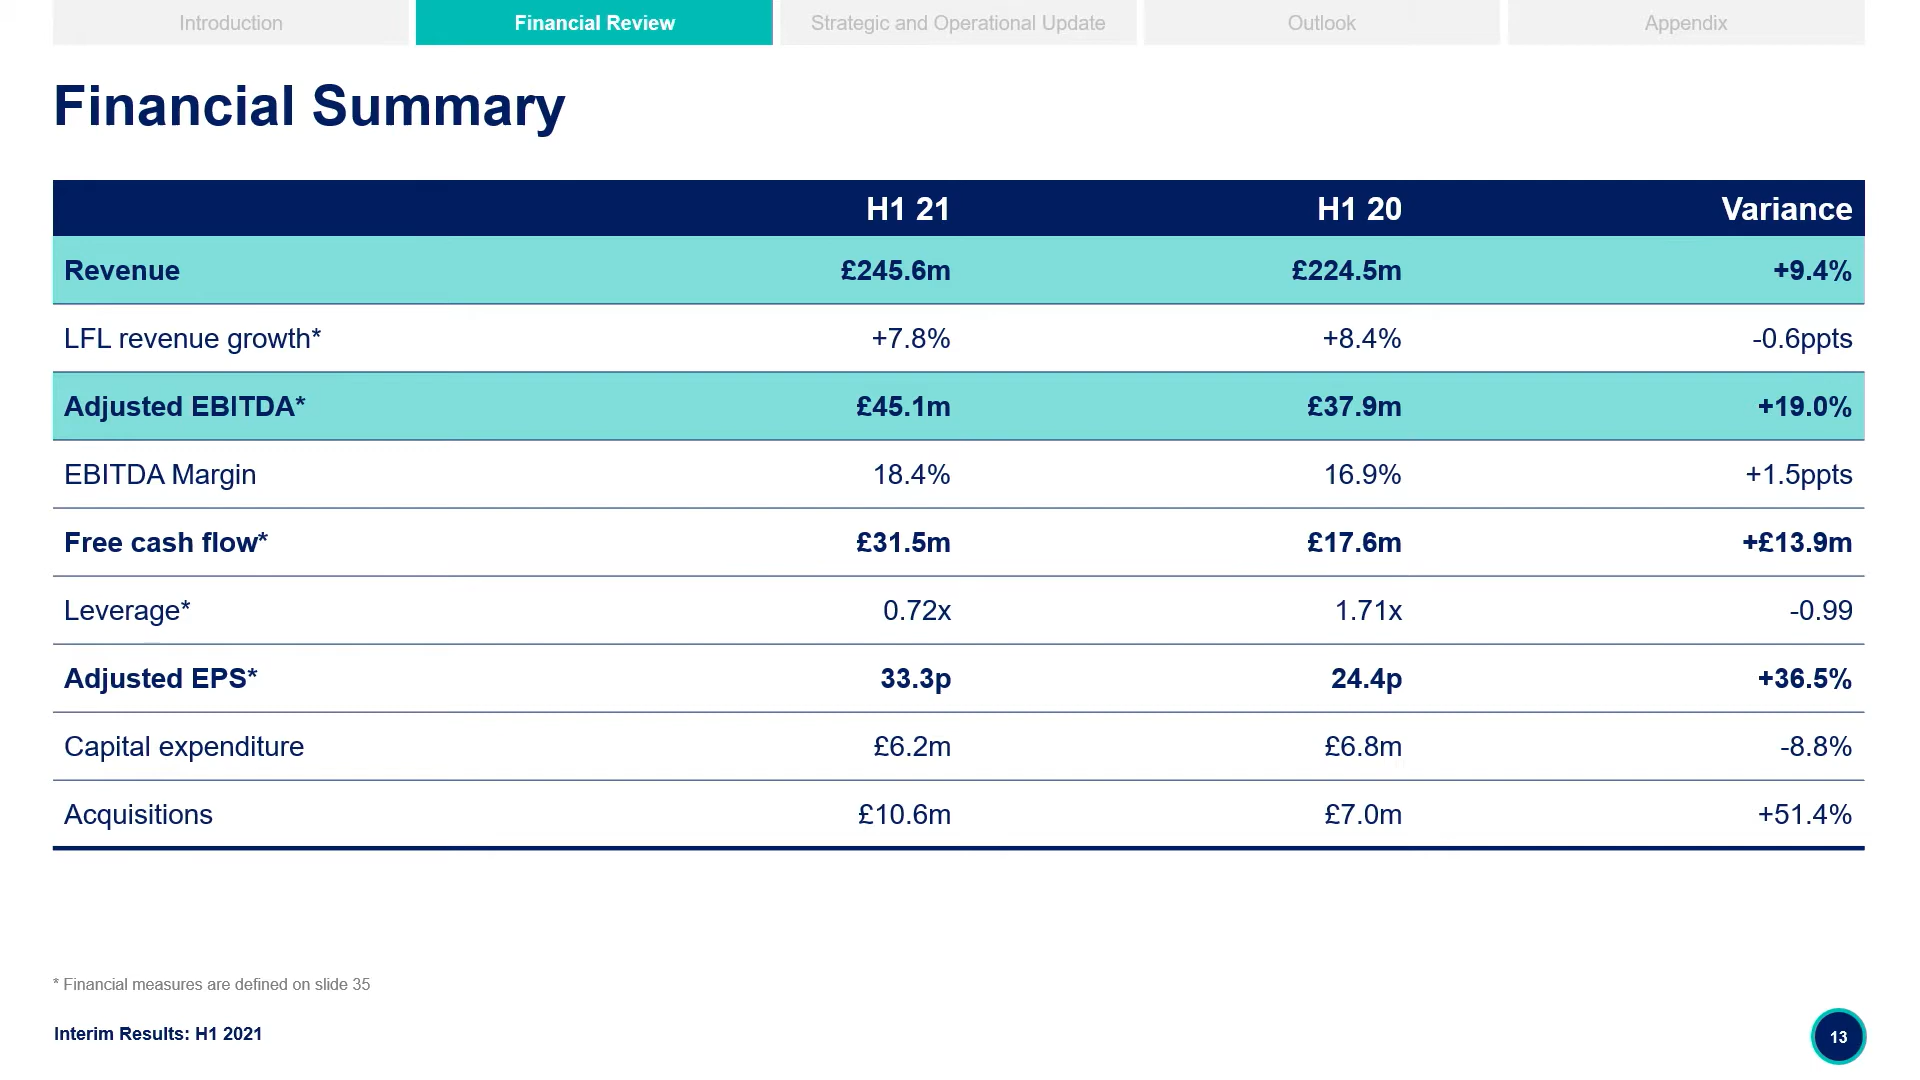 Introduction Financial Review Strategic and Operational Update Outlook Appendix
Financial Summary
H1 21 H1 20 Variance
Revenue £245.6m £224.5m +9.4%
LFL revenue growth* +7.8% +8.4% -0.6ppts
Adjusted EBITDA* £45.1m £37.9m +19.0%
EBITDA Margin 18.4% 16.9% +1.5ppts
Free cash flow* £31.5m £17.6m +£13.9m
Leverage* 0.72x 1.71x -0.99
Adjusted EPS* 33.3p 24.4p +36.5%
Capital expenditure £6.2m £6.8m -8.8%
Acquisitions £10.6m £7.0m +51.4%
* Financial measures are defined on slide 35
Interim Results: H1 2021
13